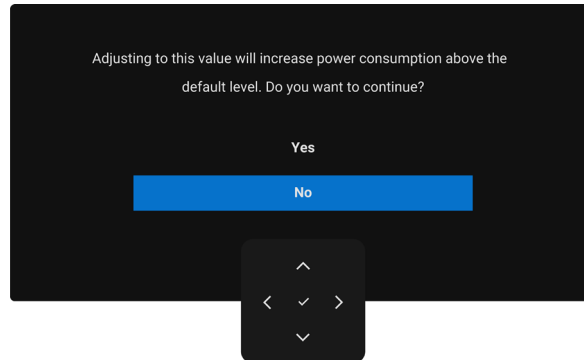 Adjusting to this value will increase power consumption above the
default level. Do you want to continue?
Yes
No